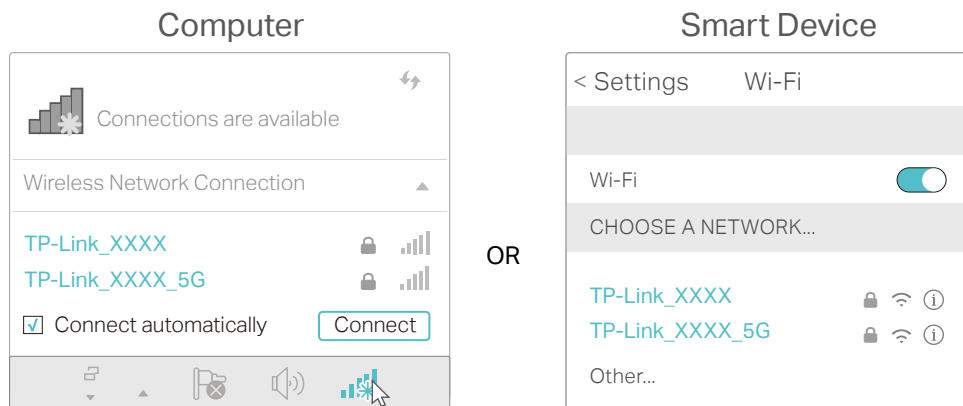 Computer
Connections are available
Wireless Network Connection
TP-Link_XXXX
TP-Link_XXXX_5G
Connect automatically
Connect
OR
Smart Device
< Settings Wi-Fi
Wi-Fi
CHOOSE A NETWORK...
TP-Link_XXXX
TP-Link_XXXX_5G
Other...